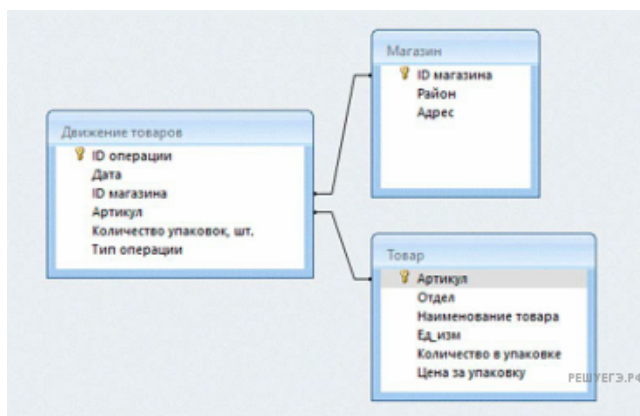 Магазин
ID магазина
Район
Адрес
Движение товаров
ID операции
Дата
ID магазина
Артикул
Количество упаковок, шт.
Тип операции
Товар
Артикул
Отдел
Наименование товара
Ед_изм
Количество в упаковке
Цена за упаковку
РЕШУЕГЭ.РФ